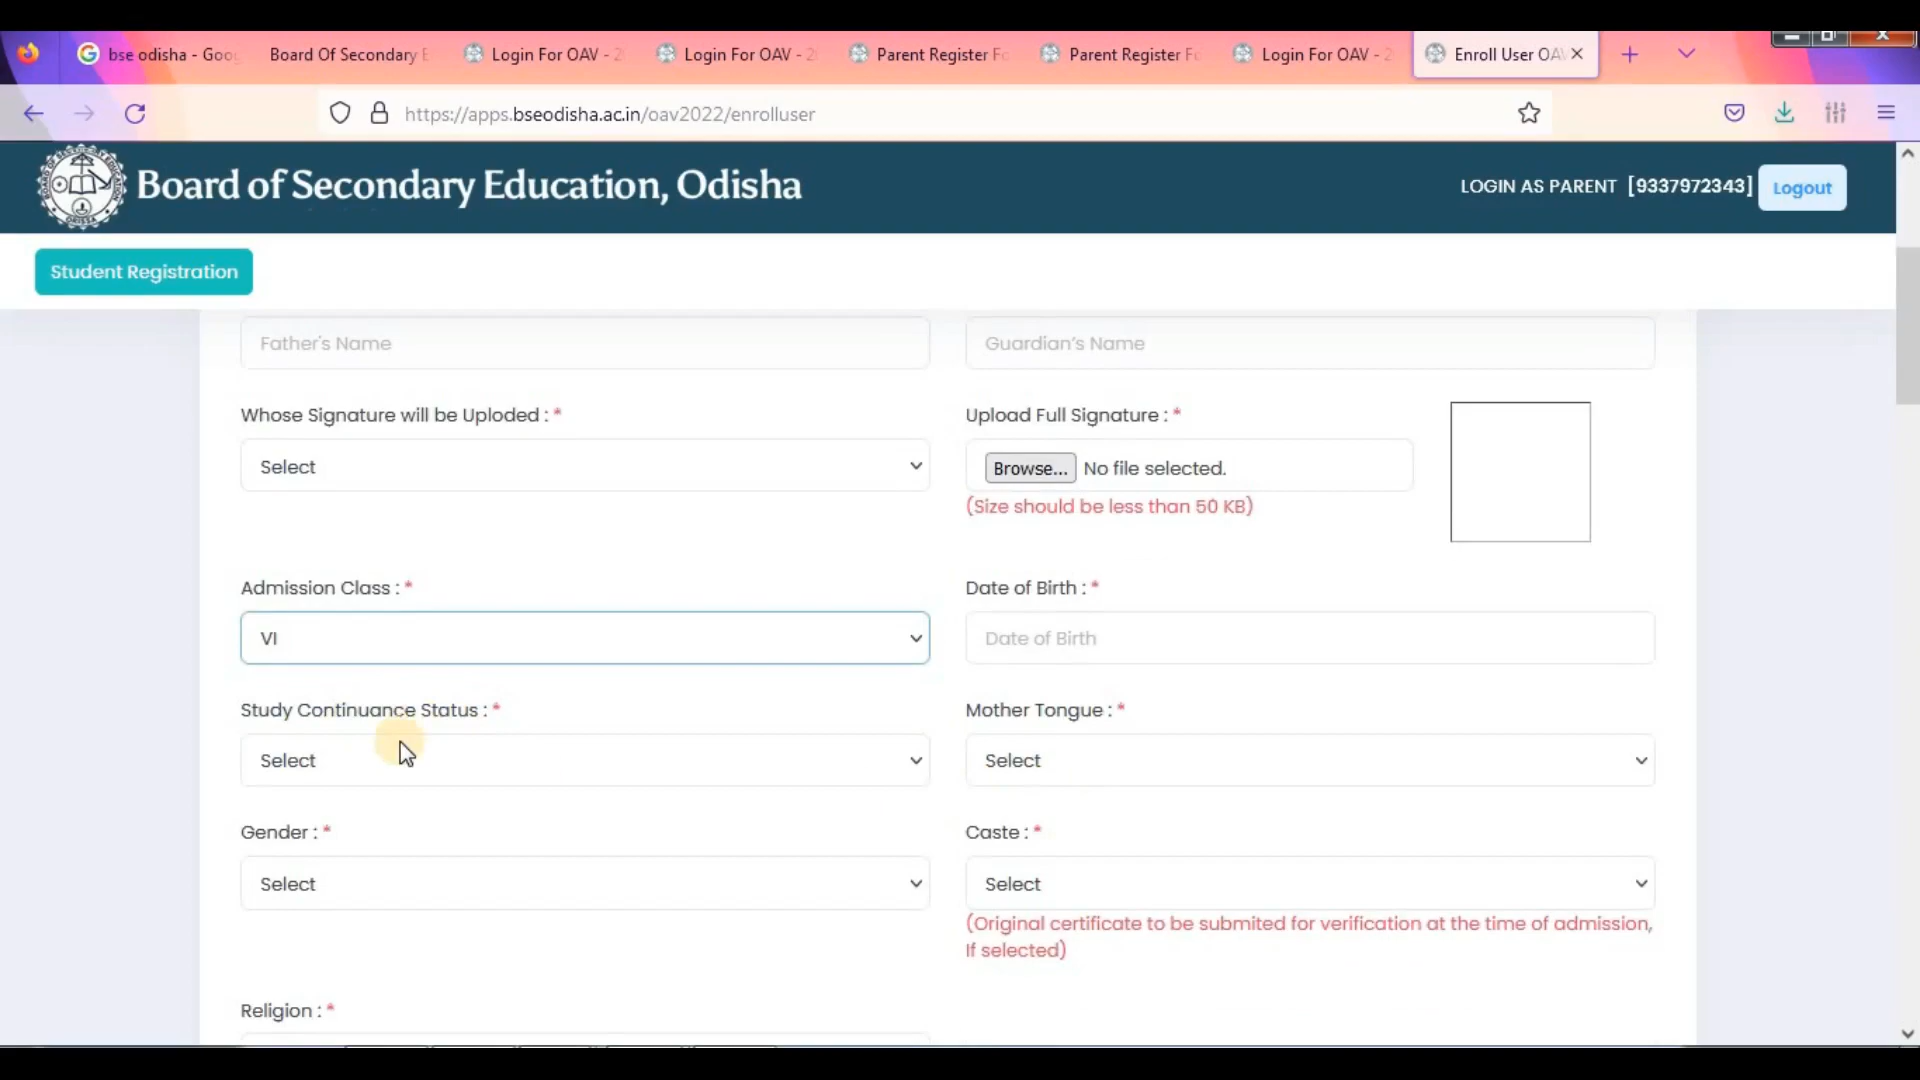 bse odisha - Goo
Board Of Secondary E
Login For OAV - 2
Login For OAV - 2
Parent Register Fo
Parent Register Fo
Login For OAV - 2
Enroll User OA
https://apps.bseodisha.ac.in/oav2022/enrolluser
Board of Secondary Education, Odisha
LOGIN AS PARENT [9337972343]
Logout
Student Registration
Father's Name
Guardian's Name
Whose Signature will be Uploded : *
Upload Full Signature : *
Select
Browse... No file selected.
(Size should be less than 50 KB)
Admission Class : *
Date of Birth : *
VI
Date of Birth
Study Continuance Status : *
Mother Tongue : *
Select
Select
Gender : *
Caste : *
Select
Select
(Original certificate to be submited for verification at the time of admission,
If selected)
Religion : *